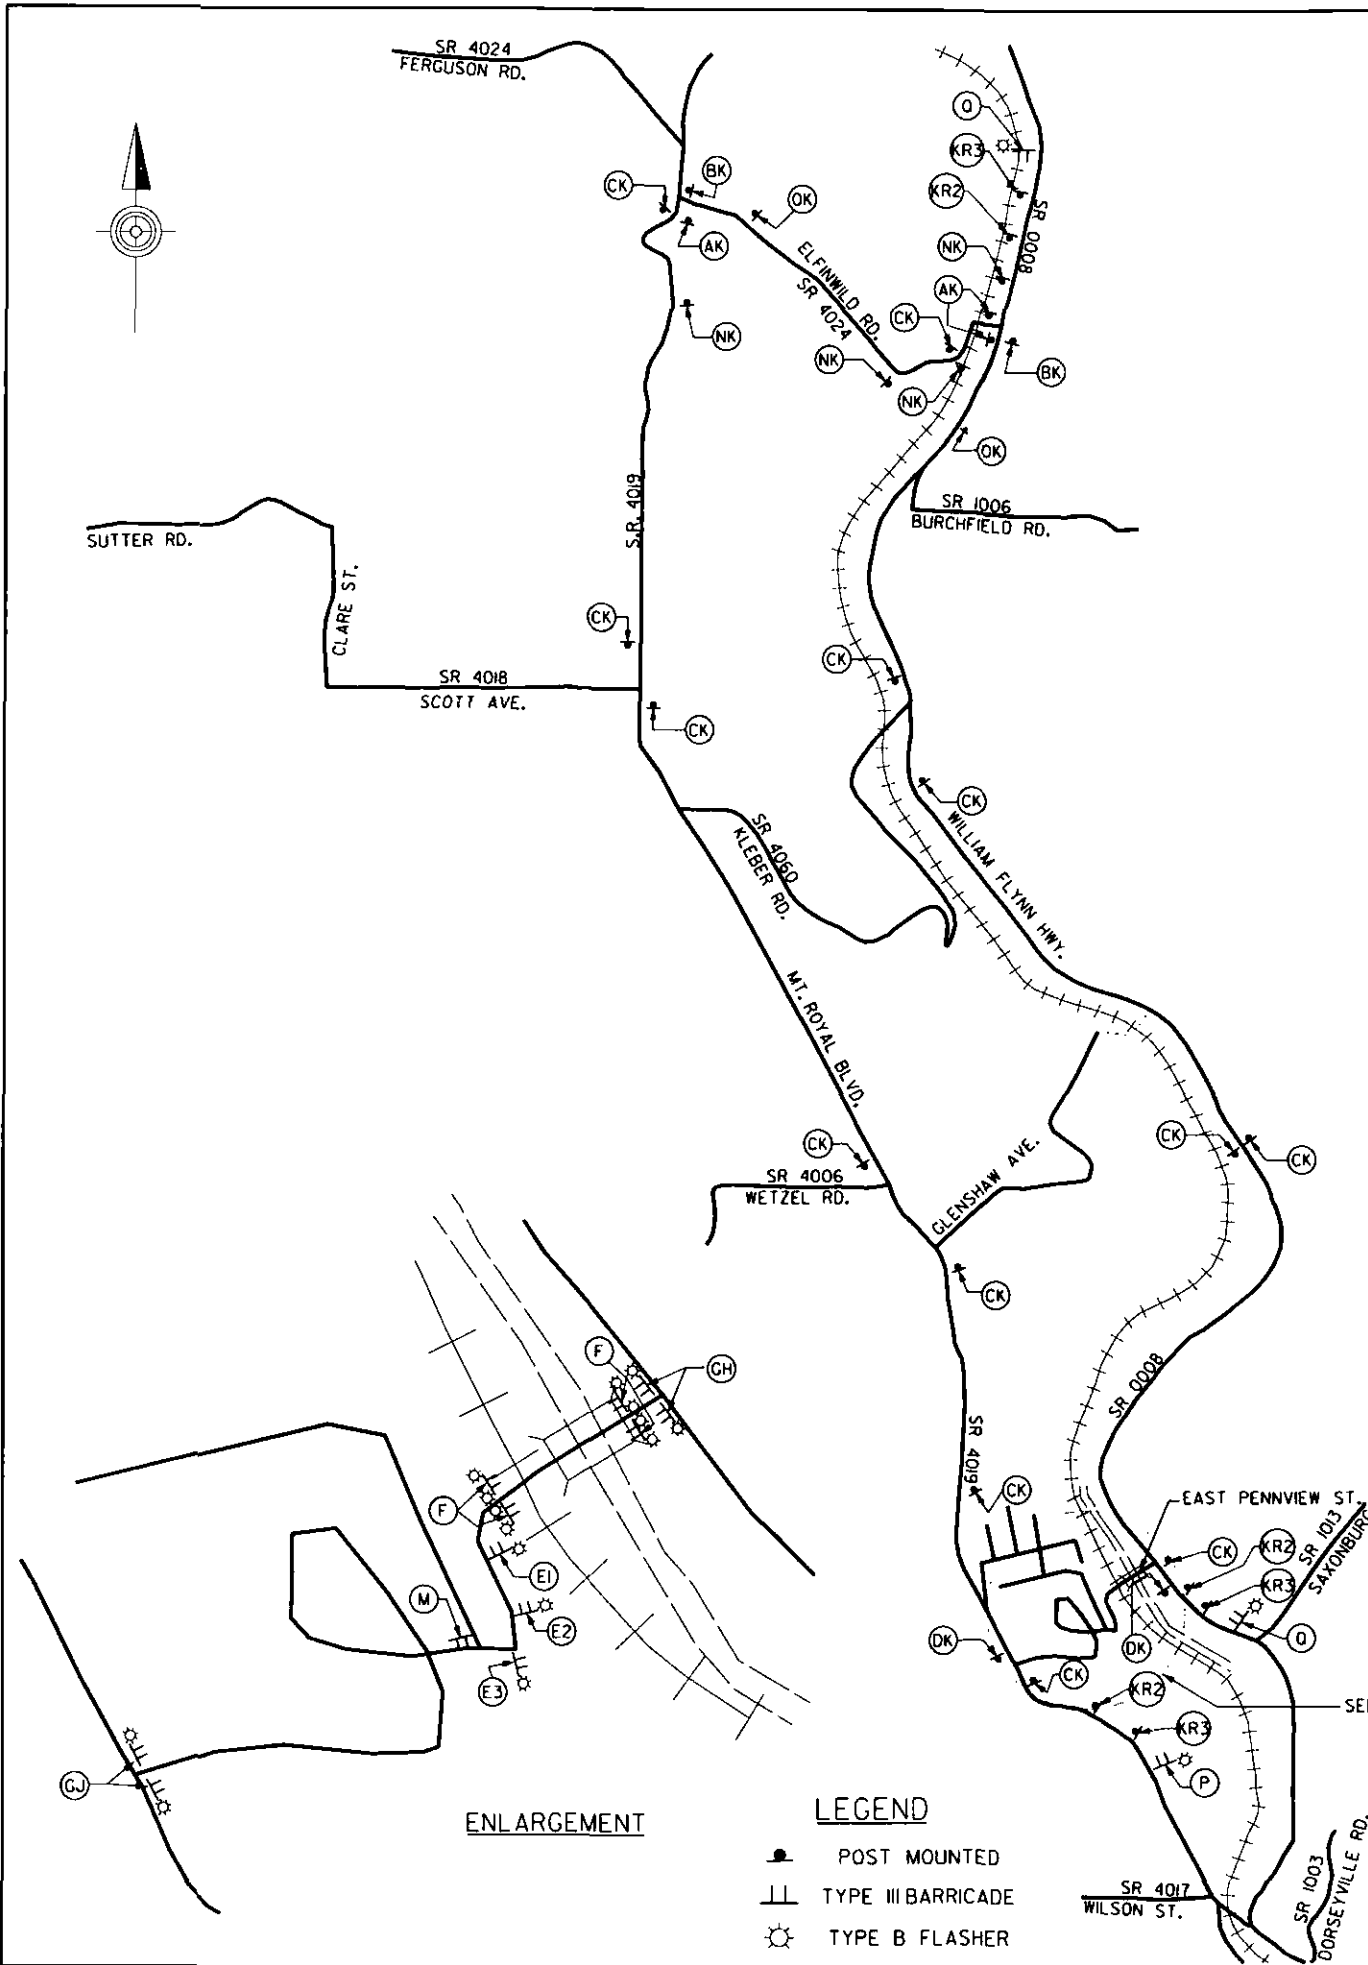 SR 4024
FERGUSON RD.
Q
KR3
KR2
BK
CK
OK
AK
NK
SR 0008
NK
AK
CK
ELFINWILD RD.
SR 4024
NK
NK
BK
NK
OK
S.R. 4019
SR 1006
BURCHFIELD RD.
SUTTER RD.
CLARE ST.
CK
CK
SR 4018
SCOTT AVE.
CK
CK
SR 4060
KLEBER RD.
WILLIAM FLYNN HWY.
MT. ROYAL BLVD.
CK
CK
CK
SR 4006
WETZEL RD.
GLENSHAW AVE.
CK
F
GH
SR 0008
SR 4019
CK
EAST PENNVIEW ST.
SR 1013
SAXONBURG
CK
KR2
KR3
Q
F
E1
M
E2
E3
DK
DK
CK
KR2
KR3
P
GJ
ENLARGEMENT
LEGEND
POST MOUNTED
TYPE III BARRICADE
TYPE B FLASHER
SR 4017
WILSON ST.
SR 1003
DORSEYVILLE RD.